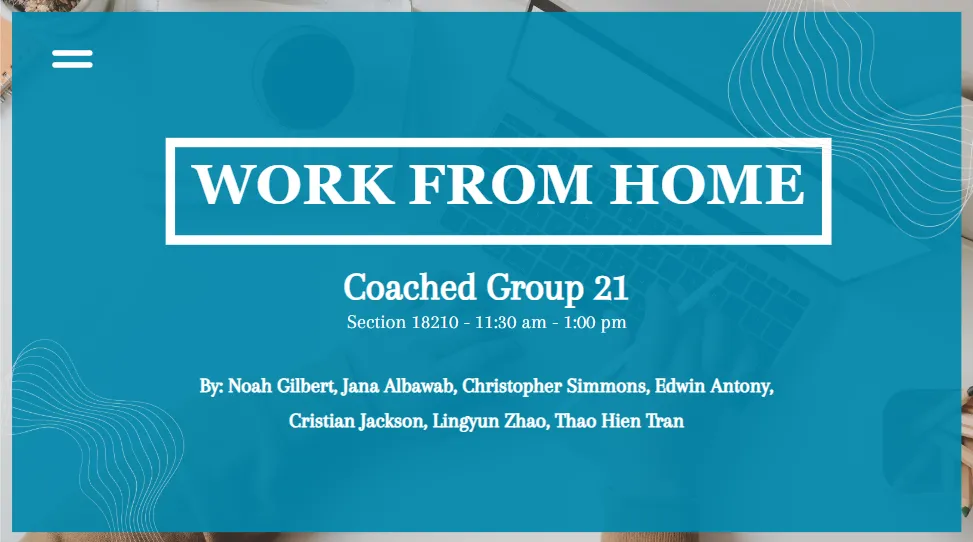 WORK FROM HOME
Coached Group 21
Section 18210 - 11:30 am - 1:00 pm
By: Noah Gilbert, Jana Albawab, Christopher Simmons, Edwin Antony,
Cristian Jackson, Lingyun Zhao, Thao Hien Tran